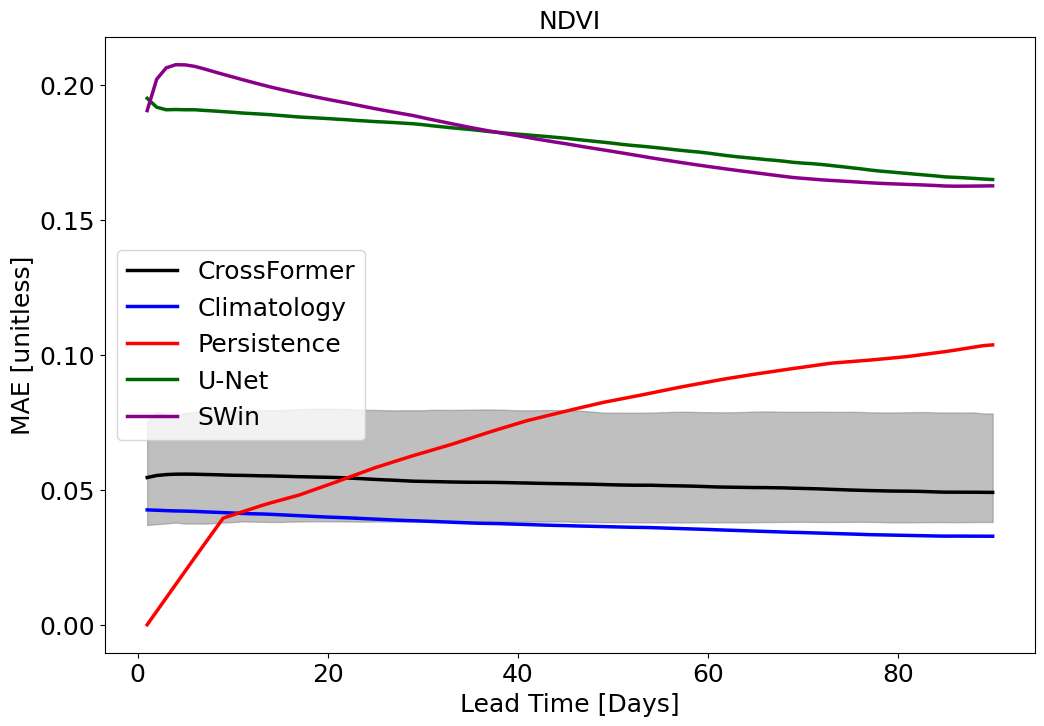 NDVI
MAE [unitless]
0.20
0.15
0.10
0.05
0.00
CrossFormer
Climatology
Persistence
U-Net
SWin
0
20
40
60
80
Lead Time [Days]